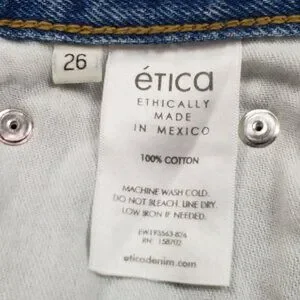 26
ética
ETHICALLY
MADE
IN MEXICO
100% COTTON
MACHINE WASH COLD.
DO NOT BLEACH. LINE DRY.
LOW IRON IF NEEDED.
RN 158702
eticadenim.com